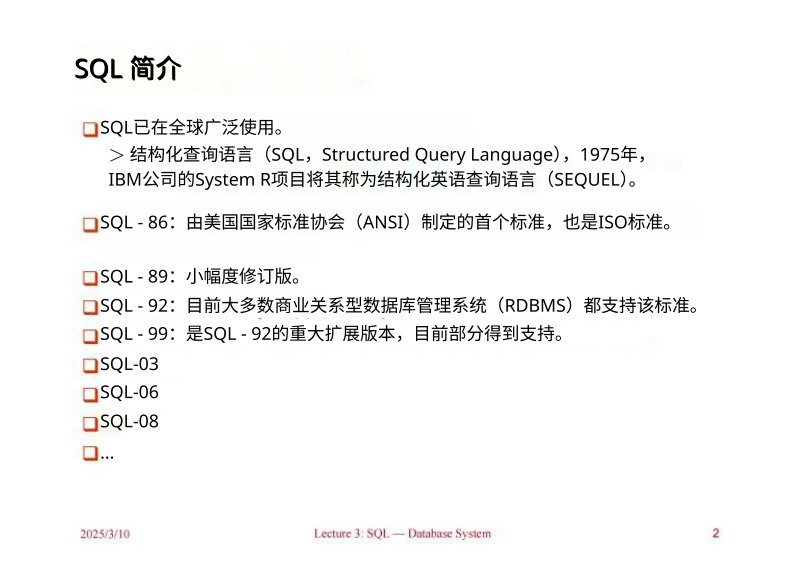 SQL 简介
SQL已在全球广泛使用。
> 结构化查询语言（SQL，Structured Query Language），1975年，
IBM公司的System R项目将其称为结构化英语查询语言（SEQUEL）。
SQL - 86：由美国国家标准协会（ANSI）制定的首个标准，也是ISO标准。
SQL - 89：小幅度修订版。
SQL - 92：目前大多数商业关系型数据库管理系统（RDBMS）都支持该标准。
SQL - 99：是SQL - 92的重大扩展版本，目前部分得到支持。
SQL-03
SQL-06
SQL-08
...
2025/3/10 Lecture 3: SQL — Database System 2